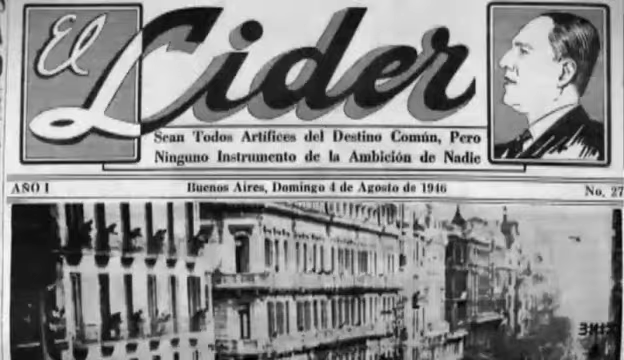 El Lider
Sean Todos Artífices del Destino Común, Pero
Ninguno Instrumento de la Ambición de Nadie
AÑO I Buenos Aires, Domingo 4 de Agosto de 1946 No. 27